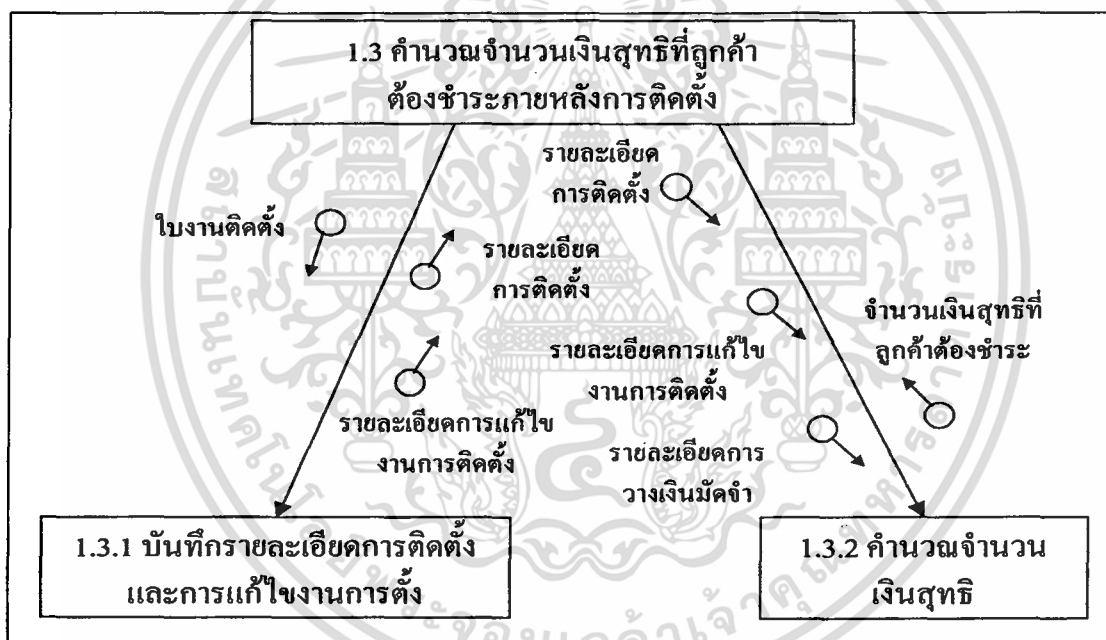 1.3 คำนวณจำนวนเงินสุทธิที่ลูกค้า
ต้องชำระภายหลังการติดตั้ง
ใบงานติดตั้ง
รายละเอียด
การติดตั้ง
รายละเอียดการแก้ไข
งานการติดตั้ง
รายละเอียด
การติดตั้ง
รายละเอียดการแก้ไข
งานการติดตั้ง
รายละเอียดการ
วางเงินมัดจำ
จำนวนเงินสุทธิที่
ลูกค้าต้องชำระ
1.3.1 บันทึกรายละเอียดการติดตั้ง
และการแก้ไขงานการตั้ง
1.3.2 คำนวณจำนวน
เงินสุทธิ